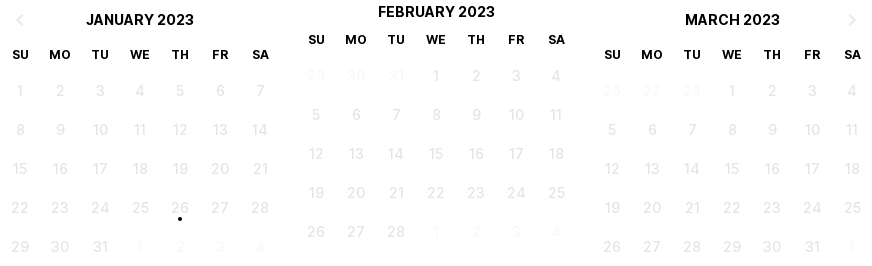 JANUARY 2023
SU MO TU WE TH FR SA
1 2 3 4 5 6 7
8 9 10 11 12 13 14
15 16 17 18 19 20 21
22 23 24 25 26 27 28
29 30 31 1 2 3 4
FEBRUARY 2023
SU MO TU WE TH FR SA
29 30 31 1 2 3 4
5 6 7 8 9 10 11
12 13 14 15 16 17 18
19 20 21 22 23 24 25
26 27 28 1 2 3 4
MARCH 2023
SU MO TU WE TH FR SA
26 27 28 1 2 3 4
5 6 7 8 9 10 11
12 13 14 15 16 17 18
19 20 21 22 23 24 25
26 27 28 29 30 31 1